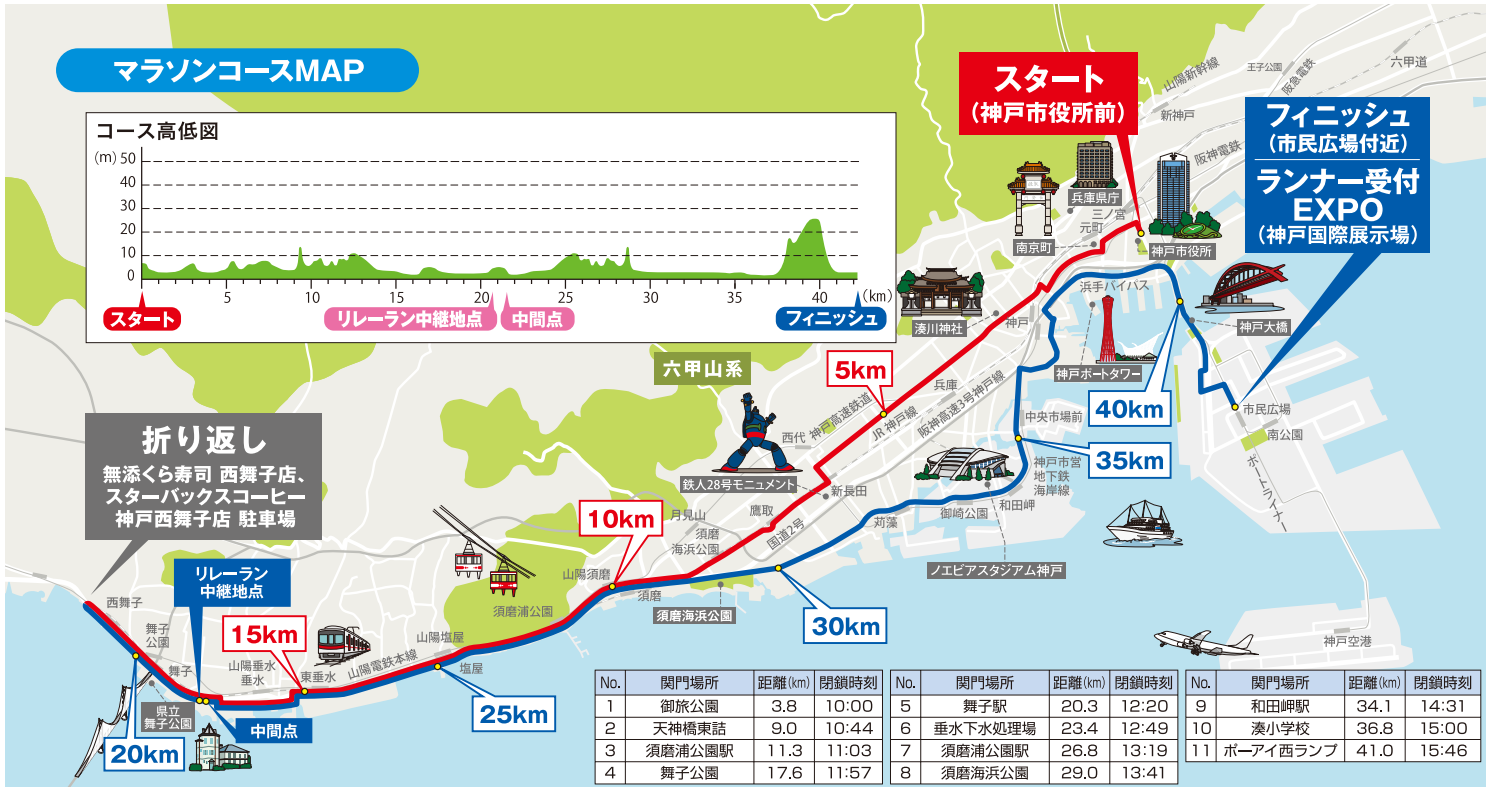 マラソンコースMAP
コース高低図
(m)
50
40
30
20
10
0
5
10
15
20
25
30
35
40
(km)
スタート
リレーラン中継地点
中間点
フィニッシュ
スタート
(神戸市役所前)
フィニッシュ
(市民広場付近)
ランナー受付
EXPO
(神戸国際展示場)
六甲道
王子公園
阪急電鉄
山陽新幹線
新神戸
阪神電鉄
兵庫県庁
三ノ宮
元町
南京町
神戸市役所
浜手バイパス
神戸大橋
湊川神社
神戸
神戸ポートタワー
六甲山系
5km
兵庫
40km
市民広場
南公園
中央市場前
神戸高速鉄道
JR神戸線
阪神高速3号神戸線
西代
35km
神戸市営
地下鉄
海岸線
ポートライナー
鉄人28号モニュメント
新長田
和田岬
御崎公園
苅藻
鷹取
月見山
須磨
海浜公園
国道2号
10km
ノエビアスタジアム神戸
折り返し
無添くら寿司 西舞子店、
スターバックスコーヒー
神戸西舞子店 駐車場
リレーラン
中継地点
山陽須磨
須磨
須磨浦公園
須磨海浜公園
30km
神戸空港
西舞子
舞子
公園
舞子
15km
山陽垂水
垂水
東垂水
山陽電鉄本線
山陽塩屋
塩屋
25km
県立
舞子公園
中間点
20km
No. 関門場所 距離(km) 閉鎖時刻
1 御旅公園 3.8 10:00
2 天神橋東詰 9.0 10:44
3 須磨浦公園駅 11.3 11:03
4 舞子公園 17.6 11:57
No. 関門場所 距離(km) 閉鎖時刻
5 舞子駅 20.3 12:20
6 垂水下水処理場 23.4 12:49
7 須磨浦公園駅 26.8 13:19
8 須磨海浜公園 29.0 13:41
No. 関門場所 距離(km) 閉鎖時刻
9 和田岬駅 34.1 14:31
10 湊小学校 36.8 15:00
11 ポーアイ西ランプ 41.0 15:46